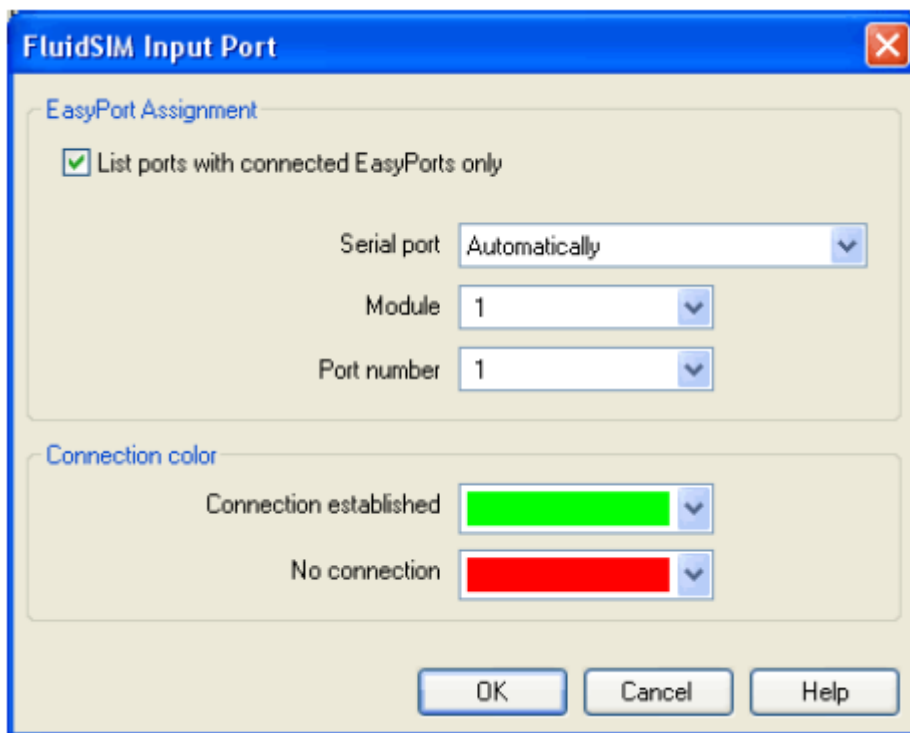 FluidSIM Input Port
EasyPort Assignment
List ports with connected EasyPorts only
Serial port Automatically
Module 1
Port number 1
Connection color
Connection established
No connection
OK Cancel Help